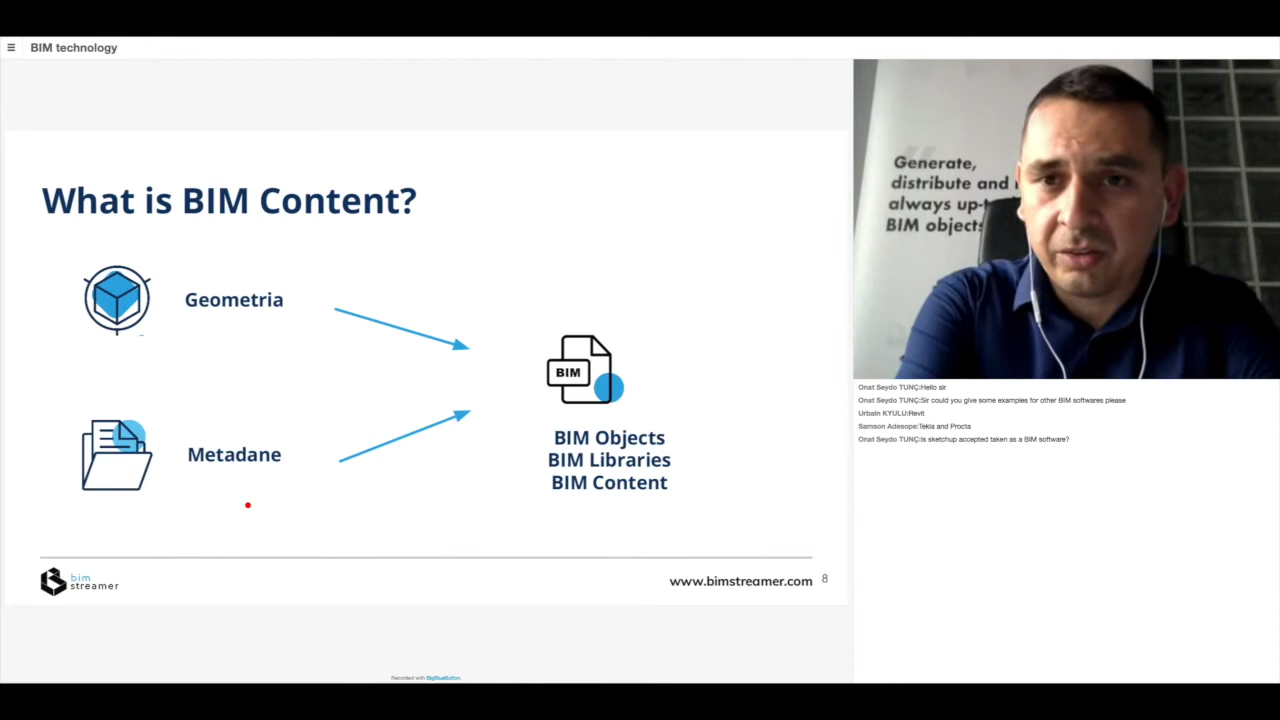 ☰ BIM technology
What is BIM Content?
Geometria
Metadane
BIM
BIM Objects
BIM Libraries
BIM Content
bim
streamer
www.bimstreamer.com 8
Recorded with BigBlueButton.
Generate,
distribute and
always up-t
BIM objects
Onat Seydo TUNÇ:Hello sir
Onat Seydo TUNÇ:Sir could you give some examples for other BIM softwares please
Urbain KYULU:Revit
Samson Adesope:Tekla and Procta
Onat Seydo TUNÇ:Is sketchup accepted taken as a BIM software?